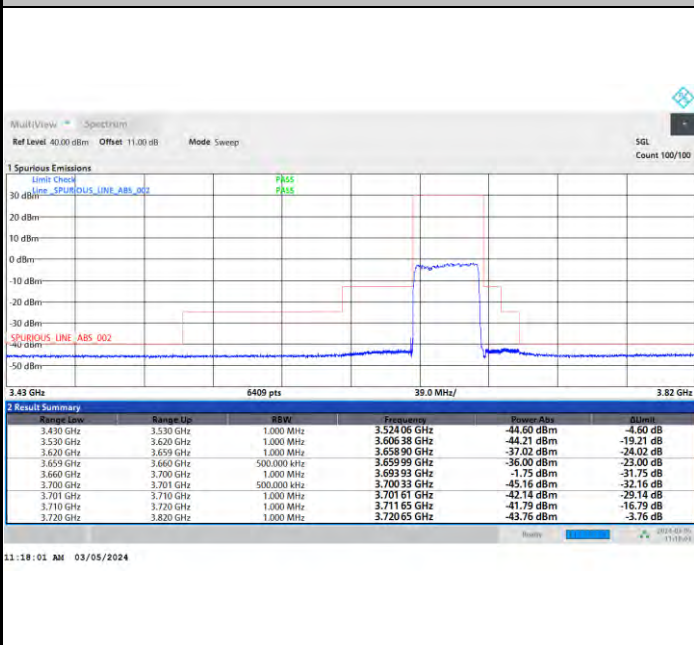 MultiView Spectrum
Ref Level 40.00 dBm Offset 11.00 dB Mode Sweep SGL
Count 100/100
1 Spurious Emissions
Limit Check PASS
Line _SPURIOUS_LINE_ABS_002 PASS
30 dBm
20 dBm
10 dBm
0 dBm
-10 dBm
-20 dBm
-30 dBm
_SPURIOUS_LINE_ABS_002
-40 dBm
-50 dBm
3.43 GHz 6409 pts 39.0 MHz/ 3.82 GHz
2 Result Summary
Range Low Range Up RBW Frequency Power Abs ΔLimit
3.430 GHz 3.530 GHz 1.000 MHz 3.524 06 GHz -44.60 dBm -4.60 dB
3.530 GHz 3.620 GHz 1.000 MHz 3.606 38 GHz -44.21 dBm -19.21 dB
3.620 GHz 3.659 GHz 1.000 MHz 3.658 90 GHz -37.02 dBm -24.02 dB
3.659 GHz 3.660 GHz 500.000 kHz 3.659 99 GHz -36.00 dBm -23.00 dB
3.660 GHz 3.700 GHz 1.000 MHz 3.693 93 GHz -1.75 dBm -31.75 dB
3.700 GHz 3.701 GHz 500.000 kHz 3.700 33 GHz -45.16 dBm -32.16 dB
3.701 GHz 3.710 GHz 1.000 MHz 3.701 61 GHz -42.14 dBm -29.14 dB
3.710 GHz 3.720 GHz 1.000 MHz 3.711 65 GHz -41.79 dBm -16.79 dB
3.720 GHz 3.820 GHz 1.000 MHz 3.720 65 GHz -43.76 dBm -3.76 dB
Ready
11:18:01 AM 03/05/2024